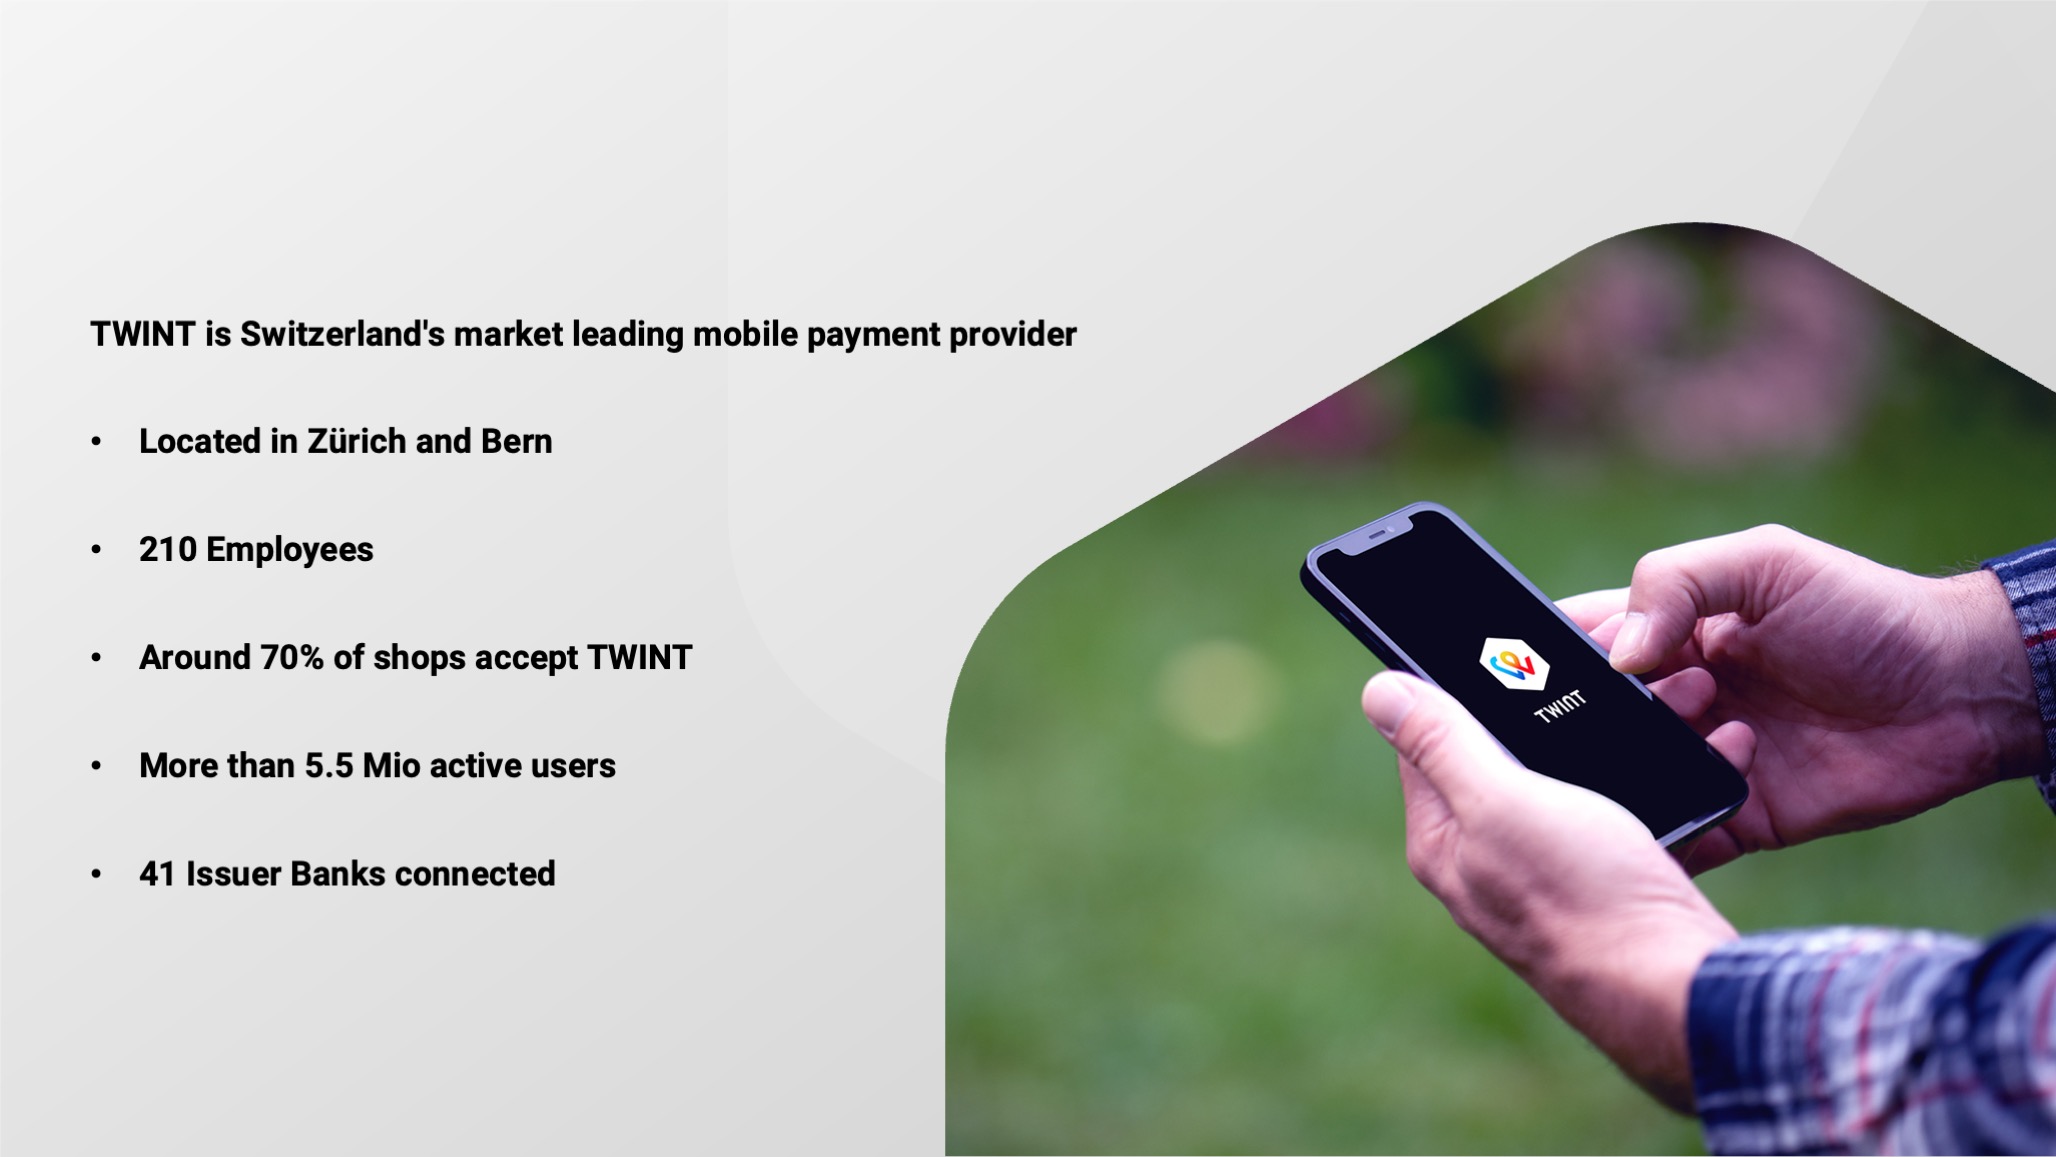 TWINT is Switzerland's market leading mobile payment provider
• Located in Zürich and Bern
• 210 Employees
• Around 70% of shops accept TWINT
• More than 5.5 Mio active users
• 41 Issuer Banks connected
TWINT